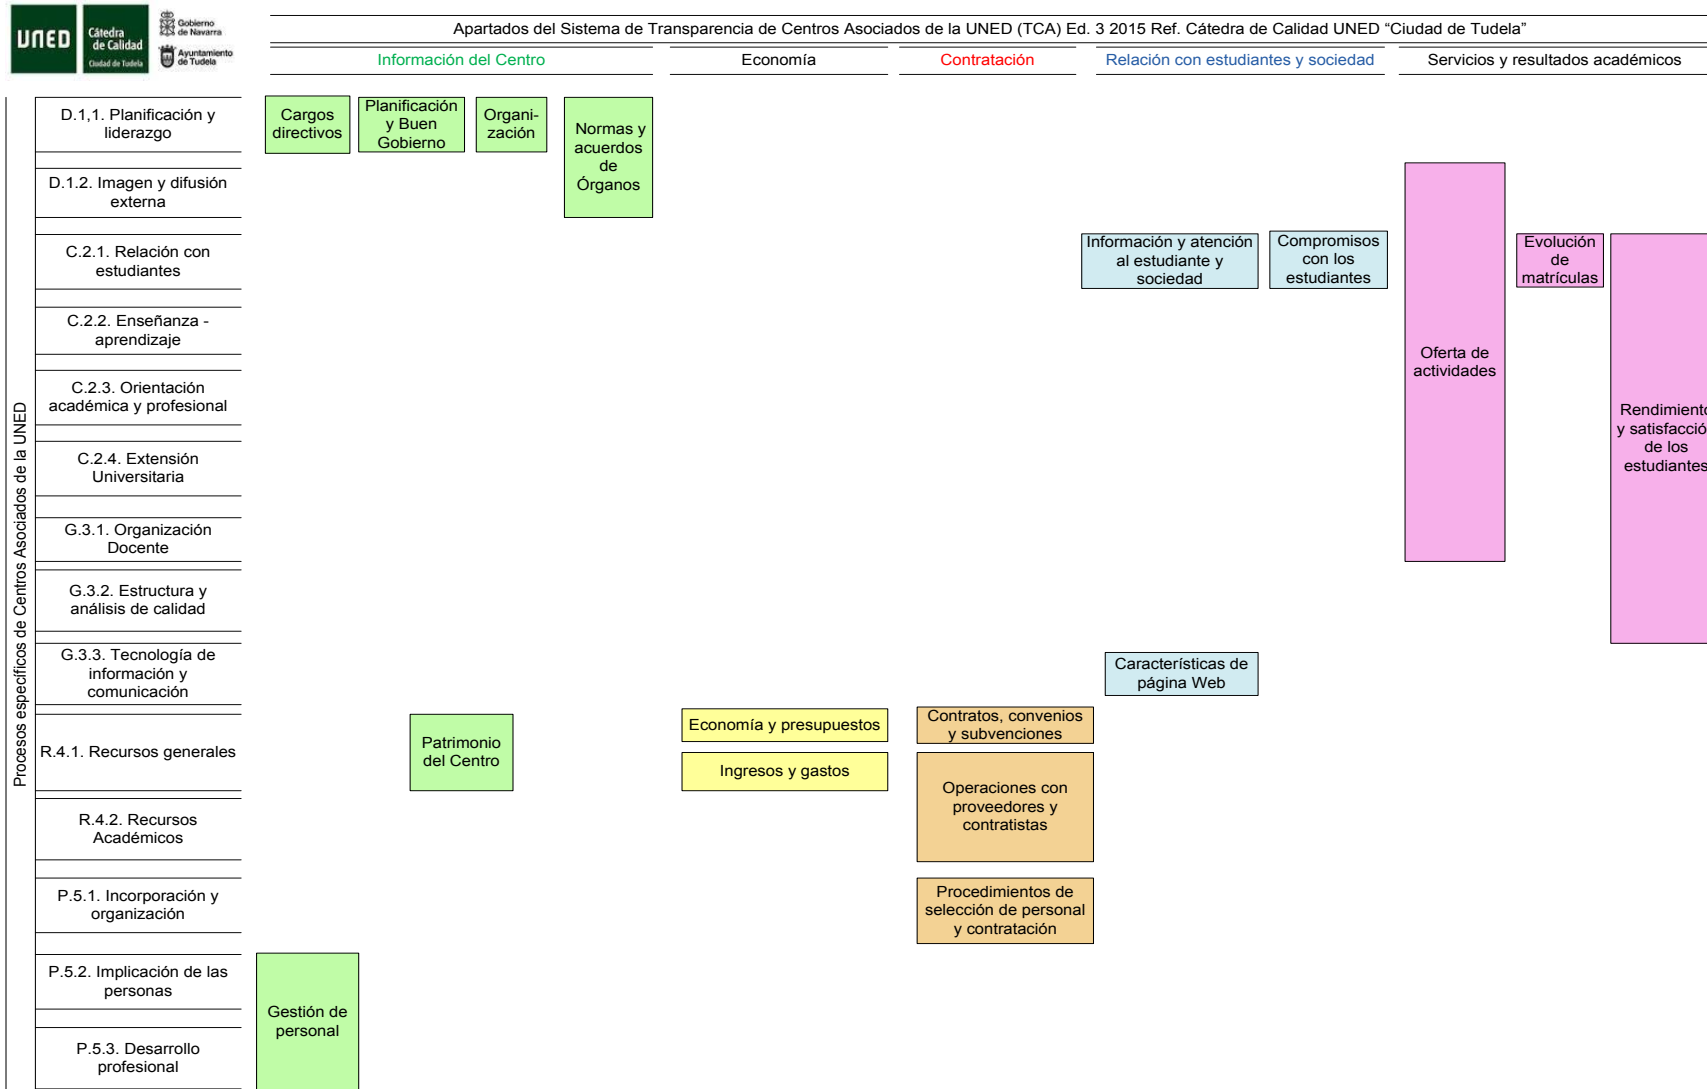 UNED
Cátedra
de Calidad
Ciudad de Tudela
Gobierno
de Navarra
Ayuntamiento
de Tudela
Apartados del Sistema de Transparencia de Centros Asociados de la UNED (TCA) Ed. 3 2015 Ref. Cátedra de Calidad UNED “Ciudad de Tudela”
Información del Centro
Economía
Contratación
Relación con estudiantes y sociedad
Servicios y resultados académicos
Procesos específicos de Centros Asociados de la UNED
D.1,1. Planificación y
liderazgo
Cargos
directivos
Planificación
y Buen
Gobierno
Organi-
zación
Normas y
acuerdos
de
Órganos
D.1.2. Imagen y difusión
externa
C.2.1. Relación con
estudiantes
Información y atención
al estudiante y
sociedad
Compromisos
con los
estudiantes
Oferta de
actividades
Evolución
de
matrículas
Rendimiento
y satisfacció
de los
estudiantes
C.2.2. Enseñanza -
aprendizaje
C.2.3. Orientación
académica y profesional
C.2.4. Extensión
Universitaria
G.3.1. Organización
Docente
G.3.2. Estructura y
análisis de calidad
G.3.3. Tecnología de
información y
comunicación
Características de
página Web
R.4.1. Recursos generales
Patrimonio
del Centro
Economía y presupuestos
Ingresos y gastos
Contratos, convenios
y subvenciones
Operaciones con
proveedores y
contratistas
R.4.2. Recursos
Académicos
P.5.1. Incorporación y
organización
Procedimientos de
selección de personal
y contratación
P.5.2. Implicación de las
personas
Gestión de
personal
P.5.3. Desarrollo
profesional